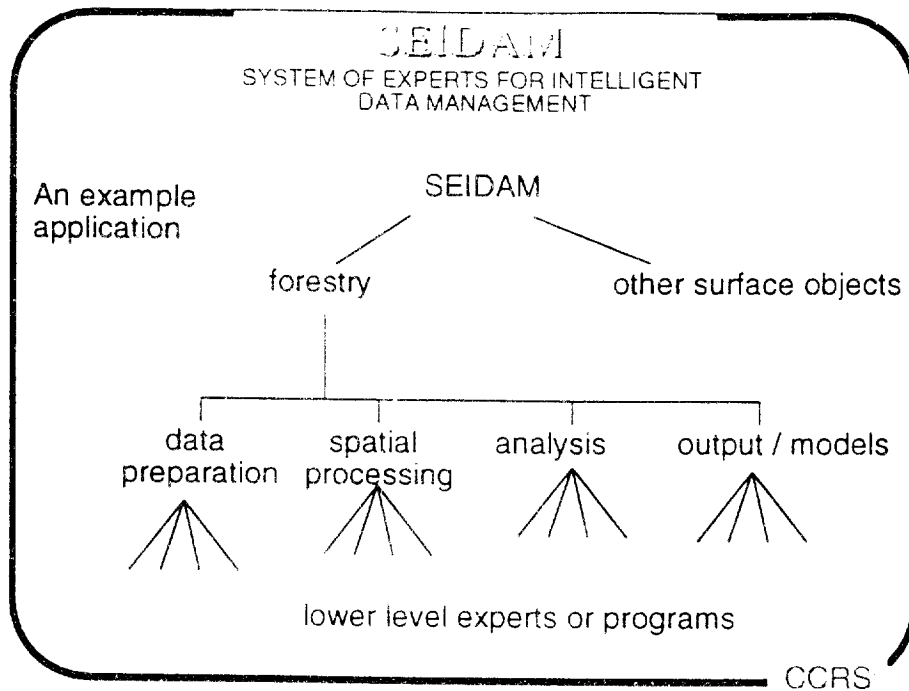 SEIDAM
SYSTEM OF EXPERTS FOR INTELLIGENT
DATA MANAGEMENT
An example
application
SEIDAM
forestry
other surface objects
data
preparation
spatial
processing
analysis
output / models
lower level experts or programs
CCRS